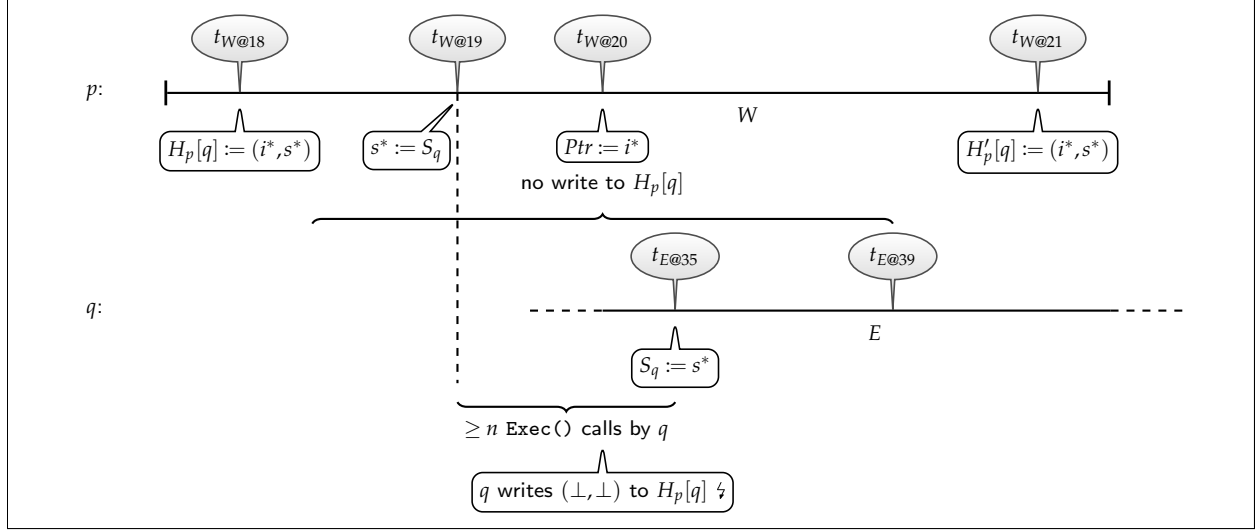 t_{W@18} t_{W@19} t_{W@20} t_{W@21}
p:
W
H_p[q] := (i*, s*) s* := S_q Ptr := i* H'_p[q] := (i*, s*)
no write to H_p[q]
t_{E@35} t_{E@39}
q:
E
S_q := s*
≥ n Exec() calls by q
q writes (⊥,⊥) to H_p[q] ↯